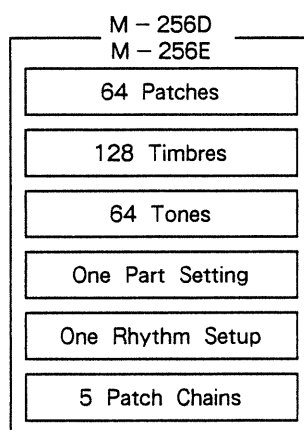 M – 256D
M – 256E
64 Patches
128 Timbres
64 Tones
One Part Setting
One Rhythm Setup
5 Patch Chains